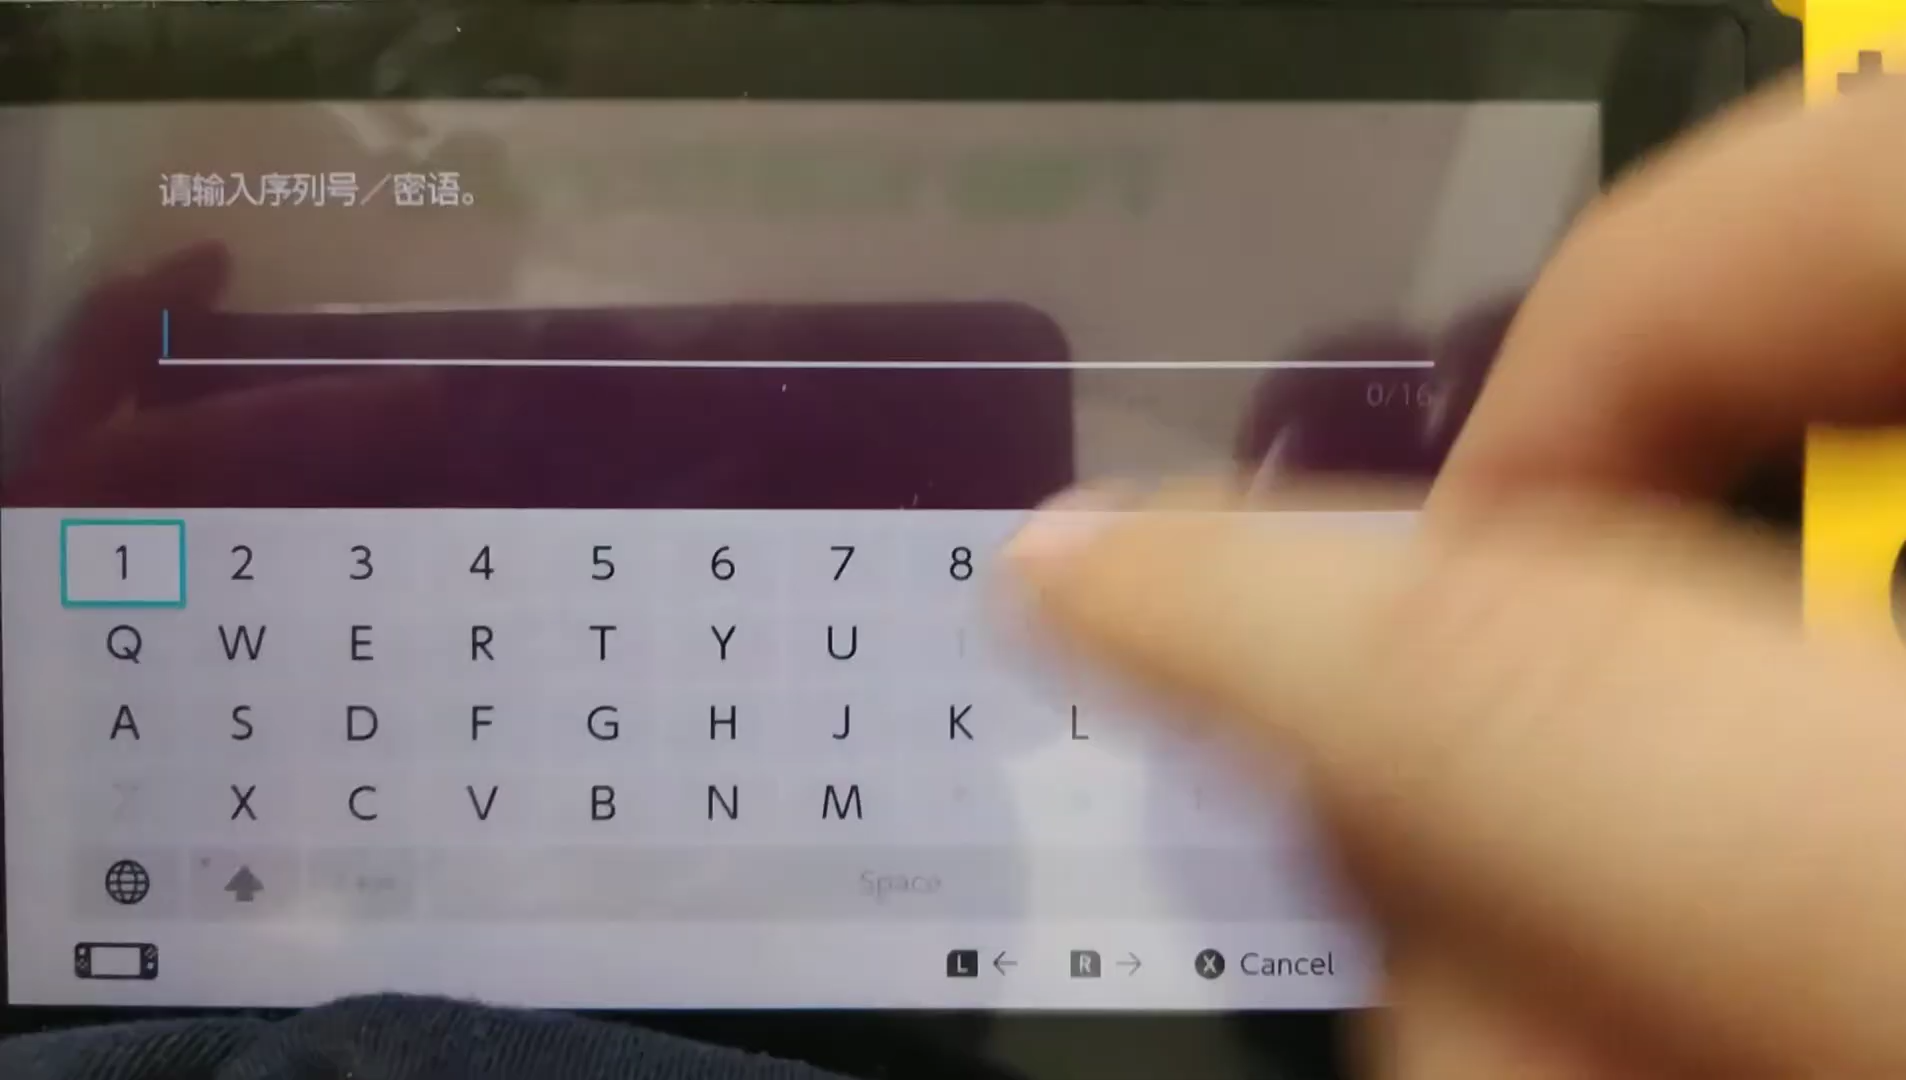 请输入序列号／密语。
0/16
1 2 3 4 5 6 7 8
Q W E R T Y U I
A S D F G H J K L
Z X C V B N M
Space
L ← R → X Cancel